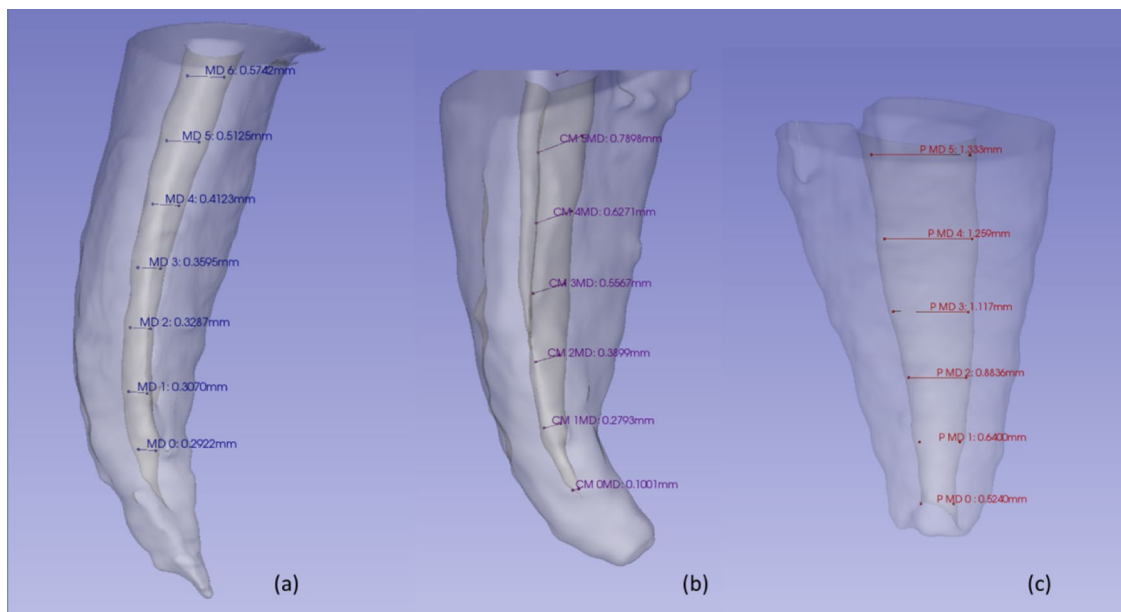 MD 6: 0.5742mm
MD 5: 0.5125mm
MD 4: 0.4123mm
MD 3: 0.3595mm
MD 2: 0.3287mm
MD 1: 0.3070mm
MD 0: 0.2922mm
(a)
CM 5MD: 0.7898mm
CM 4MD: 0.6271mm
CM 3MD: 0.5567mm
CM 2MD: 0.3899mm
CM 1MD: 0.2793mm
CM 0MD: 0.1001mm
(b)
P MD 5: 1.333mm
P MD 4: 1.259mm
P MD 3: 1.117mm
P MD 2: 0.8836mm
P MD 1: 0.6400mm
P MD 0 : 0.5240mm
(c)